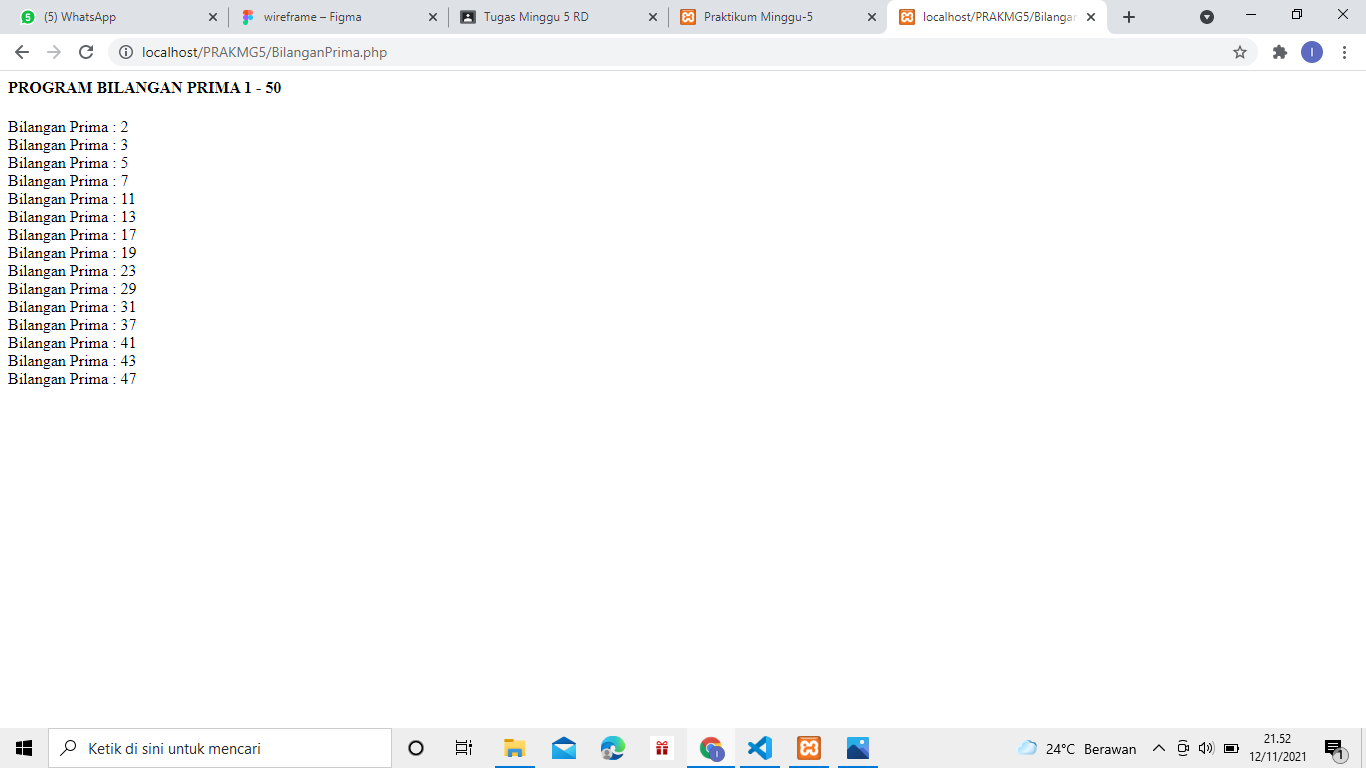 (5) WhatsApp
wireframe – Figma
Tugas Minggu 5 RD
Praktikum Minggu-5
localhost/PRAKMG5/Bilangan
localhost/PRAKMG5/BilanganPrima.php
I
PROGRAM BILANGAN PRIMA 1 - 50
Bilangan Prima : 2
Bilangan Prima : 3
Bilangan Prima : 5
Bilangan Prima : 7
Bilangan Prima : 11
Bilangan Prima : 13
Bilangan Prima : 17
Bilangan Prima : 19
Bilangan Prima : 23
Bilangan Prima : 29
Bilangan Prima : 31
Bilangan Prima : 37
Bilangan Prima : 41
Bilangan Prima : 43
Bilangan Prima : 47
Ketik di sini untuk mencari
I
24°C Berawan
21.52
12/11/2021
1